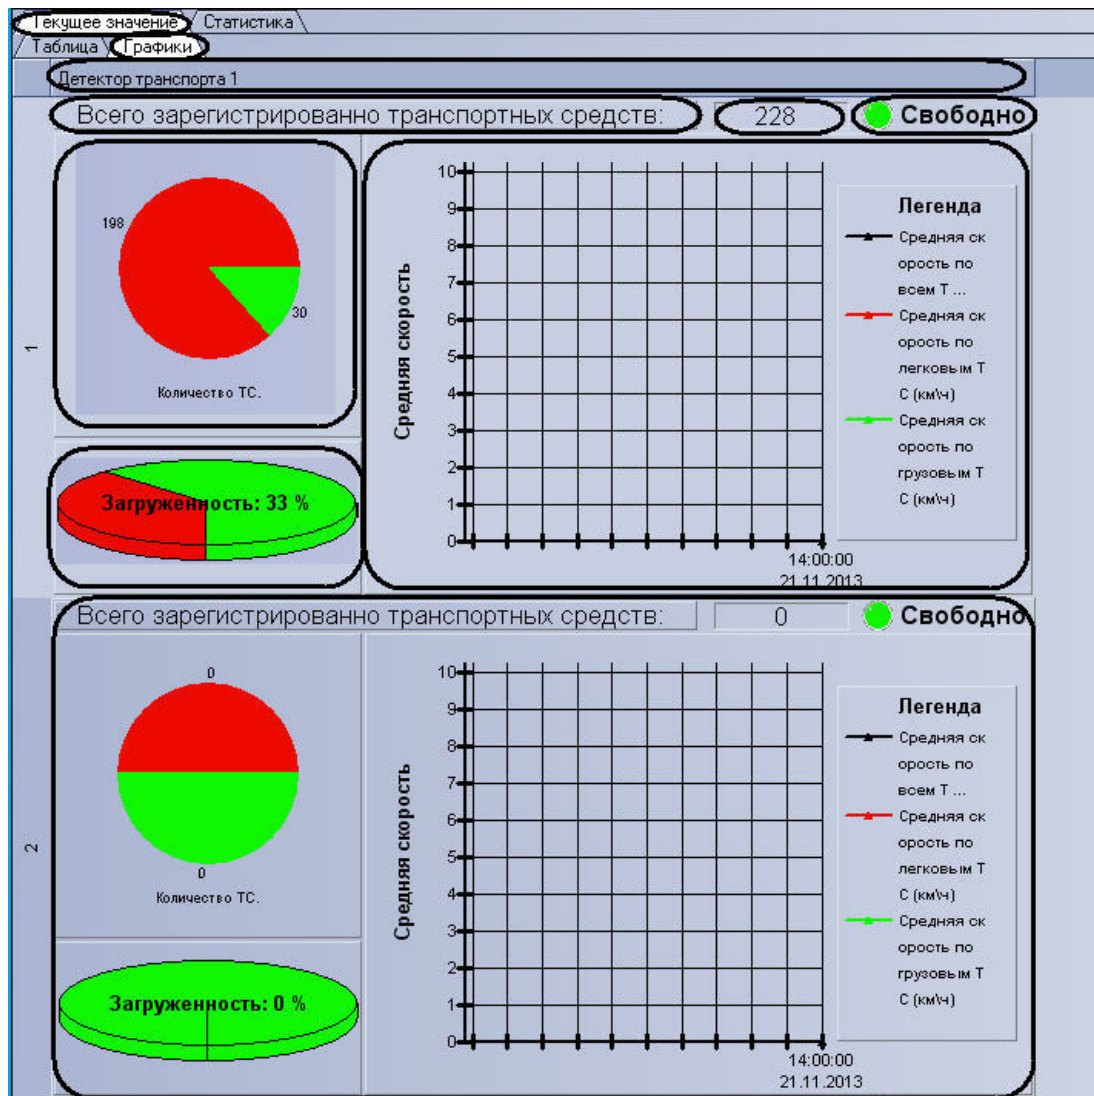 Текущее значение Статистика
Таблица Графики
Детектор транспорта 1
Всего зарегистрированно транспортных средств: 228 Свободно
1
198
30
Количество ТС.
Загруженность: 33 %
Средняя скорость
10
9
8
7
6
5
4
3
2
1
0
14:00:00
21.11.2013
Легенда
Средняя ск
орость по
всем Т ...
Средняя ск
орость по
легковым Т
С (км\ч)
Средняя ск
орость по
грузовым Т
С (км\ч)
Всего зарегистрированно транспортных средств: 0 Свободно
2
0
0
Количество ТС.
Загруженность: 0 %
Средняя скорость
10
9
8
7
6
5
4
3
2
1
0
14:00:00
21.11.2013
Легенда
Средняя ск
орость по
всем Т ...
Средняя ск
орость по
легковым Т
С (км\ч)
Средняя ск
орость по
грузовым Т
С (км\ч)